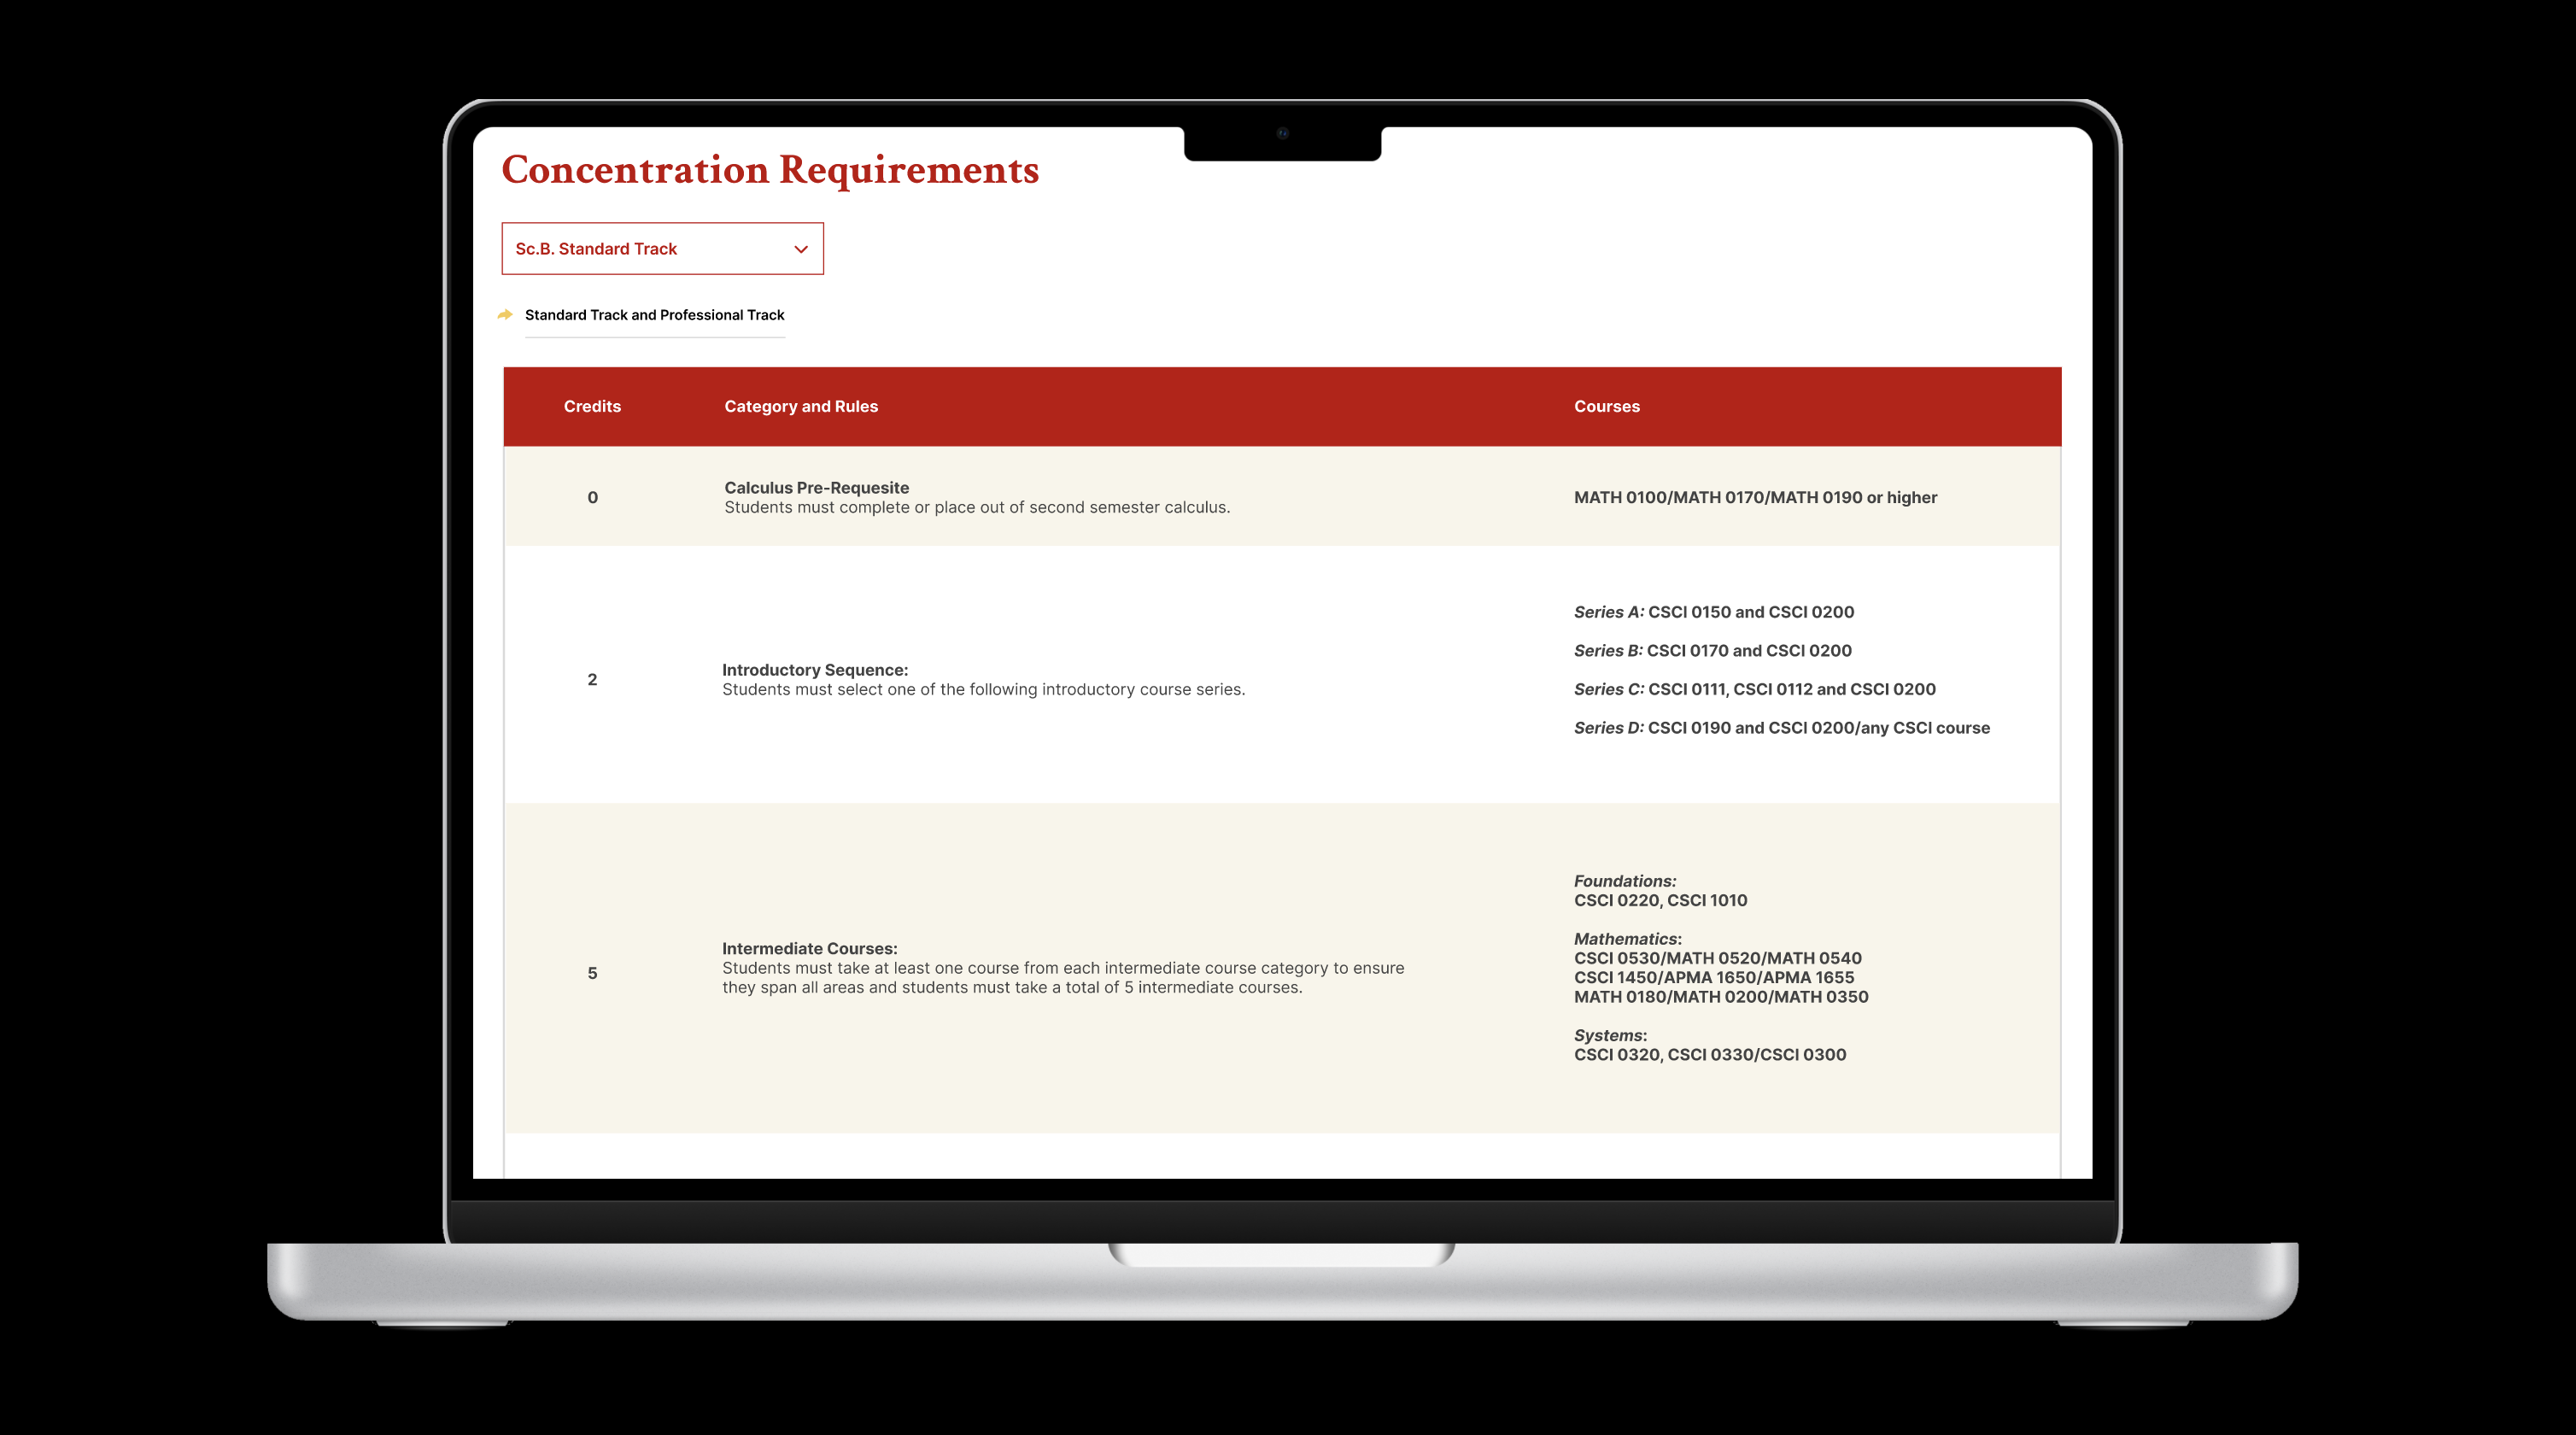 Concentration Requirements
Sc.B. Standard Track
Standard Track and Professional Track
Credits
Category and Rules
Courses
0
Calculus Pre-Requesite
Students must complete or place out of second semester calculus.
MATH 0100/MATH 0170/MATH 0190 or higher
2
Introductory Sequence:
Students must select one of the following introductory course series.
Series A: CSCI 0150 and CSCI 0200
Series B: CSCI 0170 and CSCI 0200
Series C: CSCI 0111, CSCI 0112 and CSCI 0200
Series D: CSCI 0190 and CSCI 0200/any CSCI course
5
Intermediate Courses:
Students must take at least one course from each intermediate course category to ensure
they span all areas and students must take a total of 5 intermediate courses.
Foundations:
CSCI 0220, CSCI 1010
Mathematics:
CSCI 0530/MATH 0520/MATH 0540
CSCI 1450/APMA 1650/APMA 1655
MATH 0180/MATH 0200/MATH 0350
Systems:
CSCI 0320, CSCI 0330/CSCI 0300